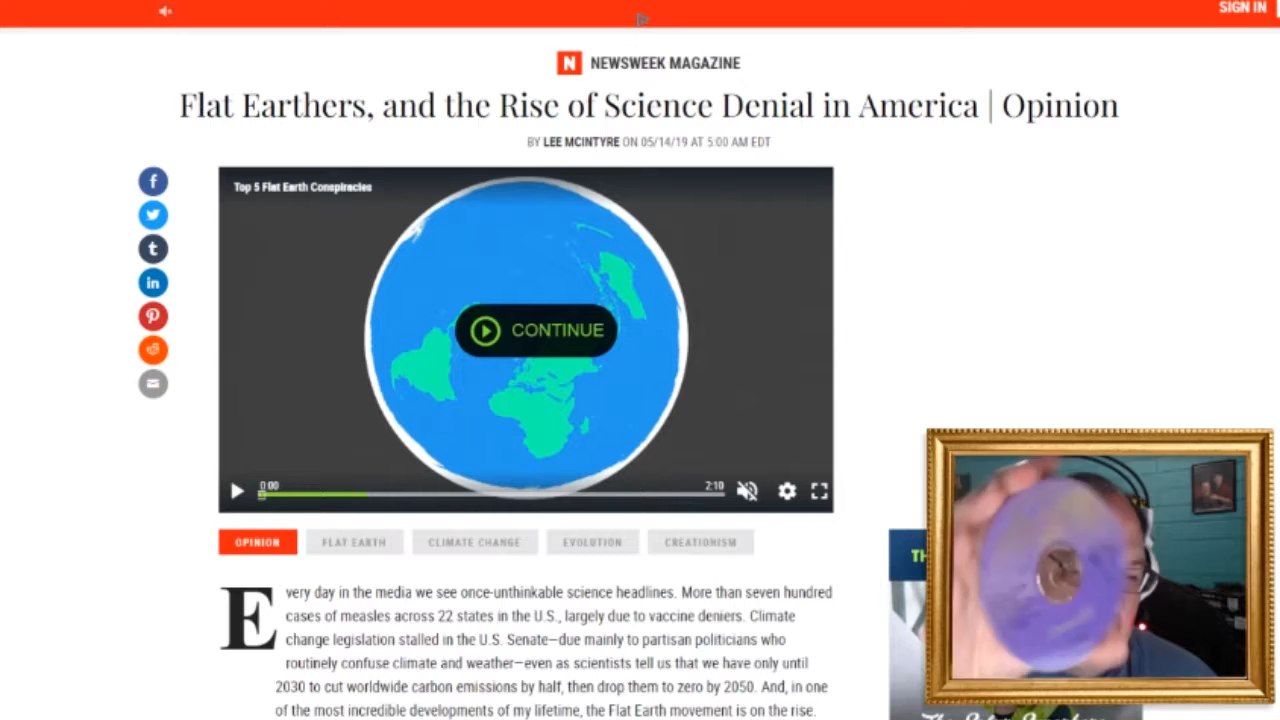 SIGN IN
N NEWSWEEK MAGAZINE
Flat Earthers, and the Rise of Science Denial in America | Opinion
BY LEE MCINTYRE ON 05/14/19 AT 5:00 AM EDT
Top 5 Flat Earth Conspiracies
CONTINUE
0:00
2:10
OPINION
FLAT EARTH
CLIMATE CHANGE
EVOLUTION
CREATIONISM
Every day in the media we see once-unthinkable science headlines. More than seven hundred
cases of measles across 22 states in the U.S., largely due to vaccine deniers. Climate
change legislation stalled in the U.S. Senate—due mainly to partisan politicians who
routinely confuse climate and weather—even as scientists tell us that we have only until
2030 to cut worldwide carbon emissions by half, then drop them to zero by 2050. And, in one
of the most incredible developments of my lifetime, the Flat Earth movement is on the rise.